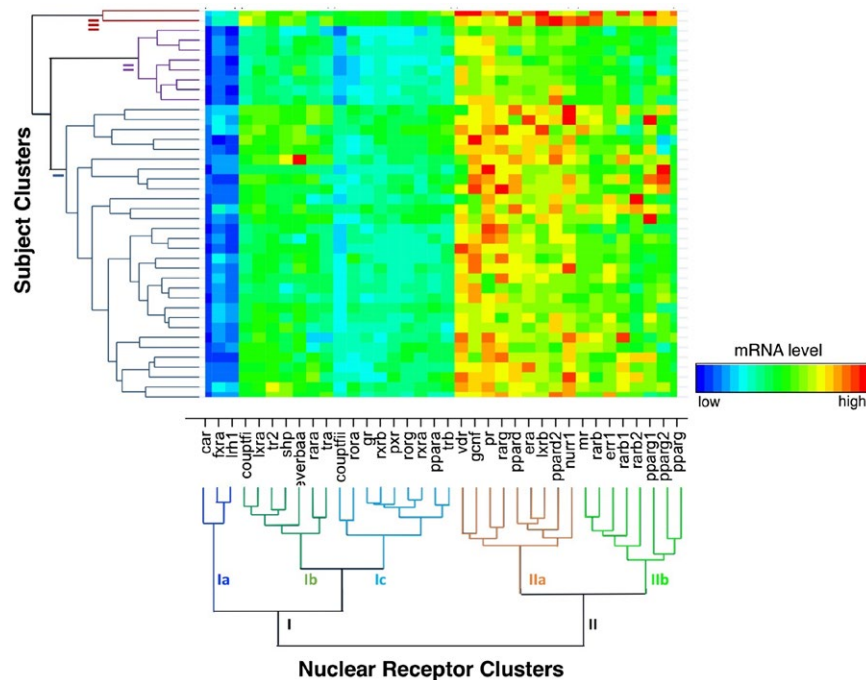 III
II
I
Subject Clusters
mRNA level
low high
car
fxra
lrh1
couptfi
lxra
tr2
shp
everbaa
rara
tra
couptfii
rora
gr
rxrb
pxr
rorg
rxra
ppara
trb
vdr
gcnf
pr
rarg
ppard
era
lxrb
ppard2
nurr1
mr
rarb
err1
rarb1
rarb2
pparg1
pparg2
pparg
Ia Ib Ic IIa IIb
I II
Nuclear Receptor Clusters